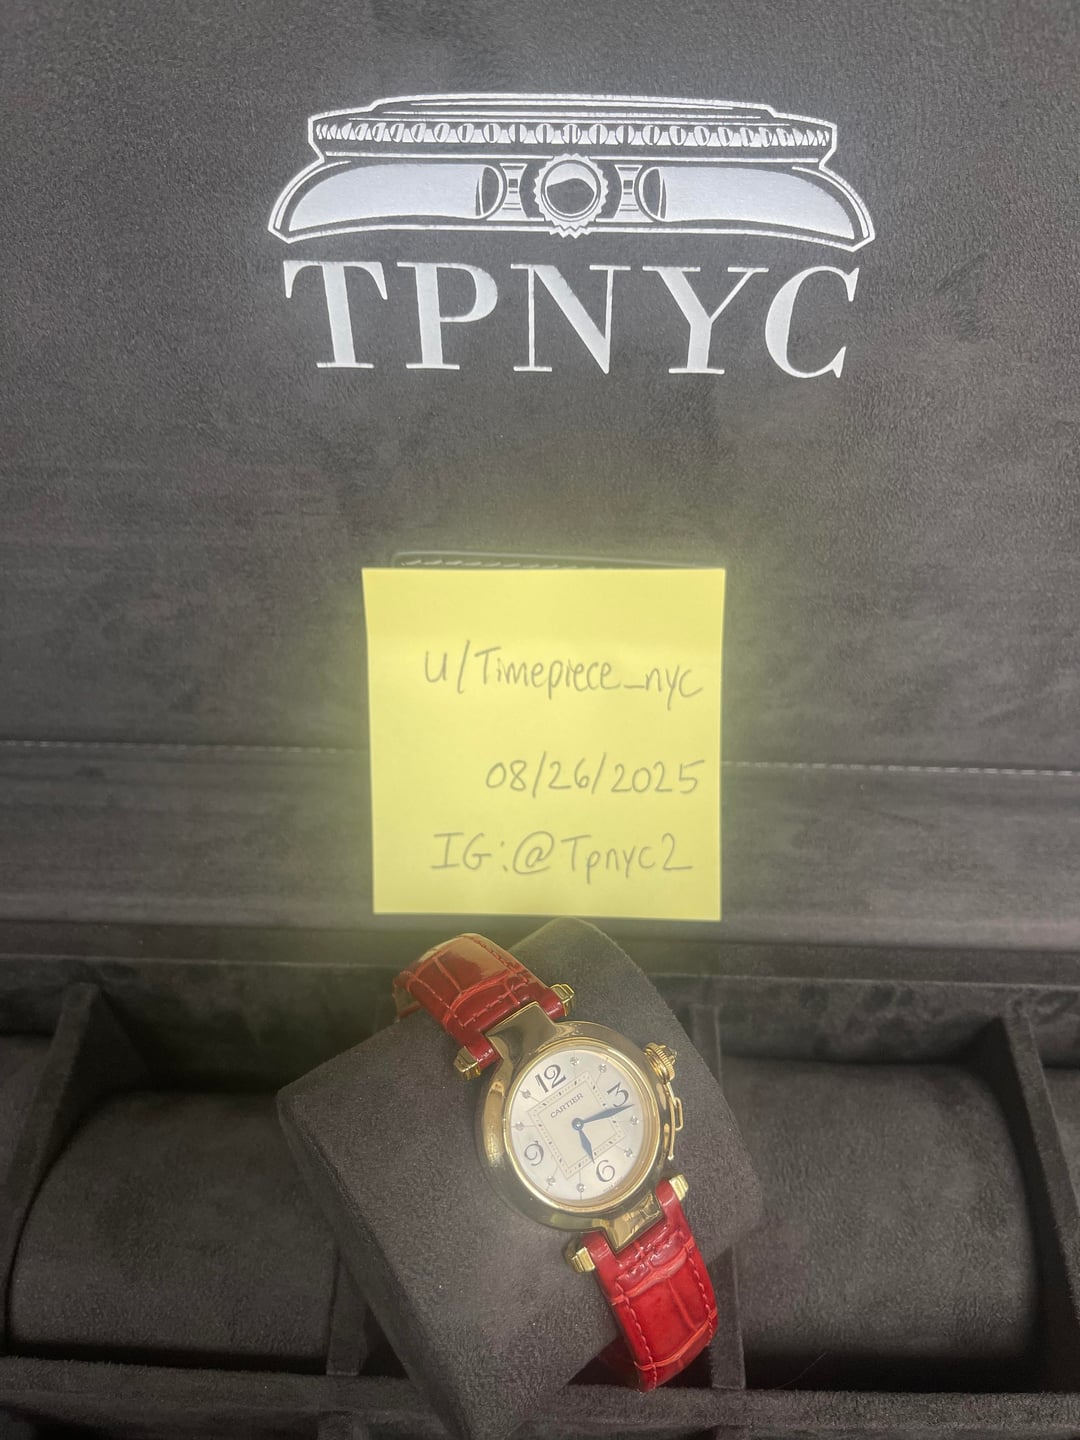 TPNYC
u/Timepiece_nyc
08/26/2025
IG:@Tpnyc2
12
3
CARTIER
9
6